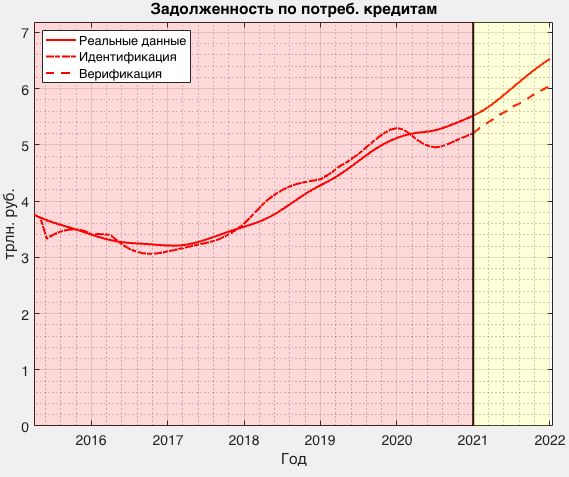 Задолженность по потреб. кредитам
Реальные данные
Идентификация
Верификация
трлн. руб.
7
6
5
4
3
2
1
0
2016 2017 2018 2019 2020 2021 2022
Год